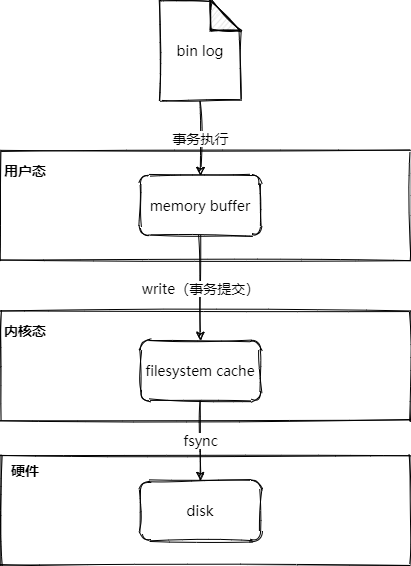 bin log
事务执行
用户态
memory buffer
write（事务提交）
内核态
filesystem cache
fsync
硬件
disk